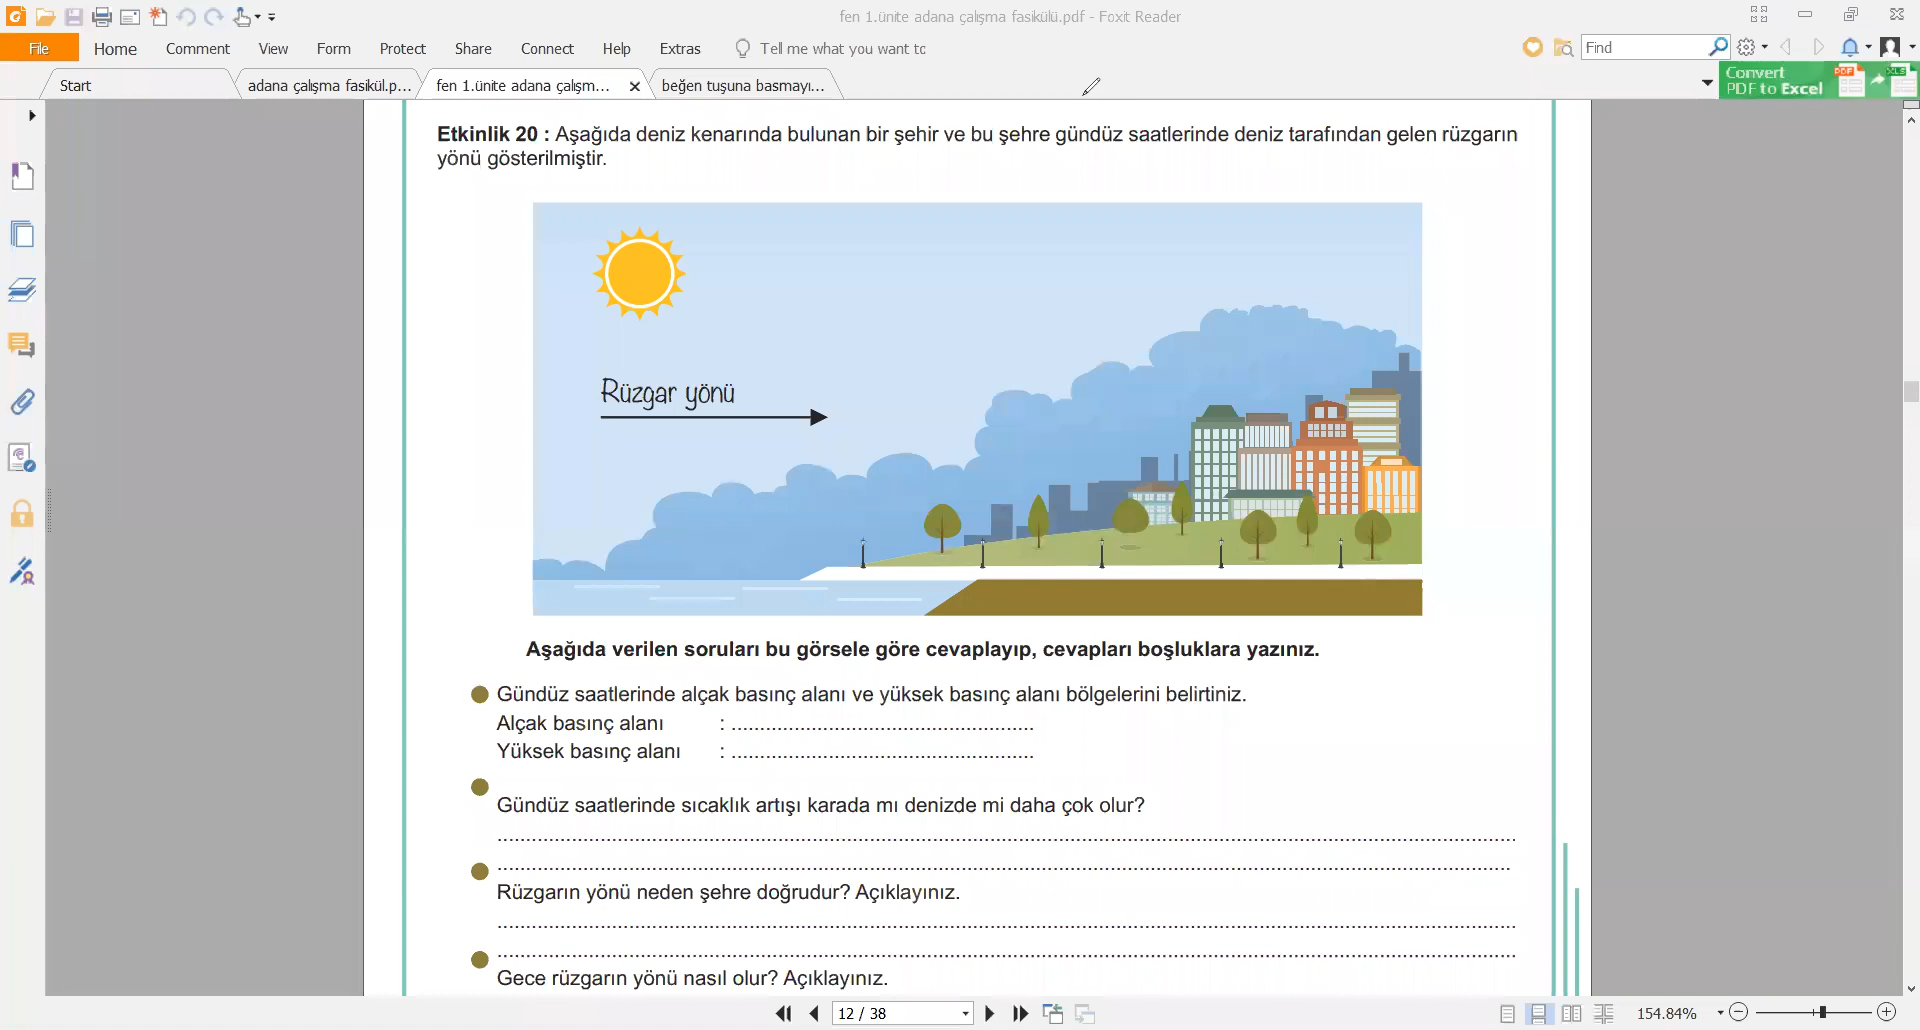 fen 1.ünite adana çalışma fasikülü.pdf - Foxit Reader
File Home Comment View Form Protect Share Connect Help Extras Tell me what you want to Find
Start adana çalışma fasikül.p... fen 1.ünite adana çalışm... beğen tuşuna basmayı...
Convert
PDF to Excel
PDF
XLS
Etkinlik 20 : Aşağıda deniz kenarında bulunan bir şehir ve bu şehre gündüz saatlerinde deniz tarafından gelen rüzgarın
yönü gösterilmiştir.
Rüzgar yönü
Aşağıda verilen soruları bu görsele göre cevaplayıp, cevapları boşluklara yazınız.
Gündüz saatlerinde alçak basınç alanı ve yüksek basınç alanı bölgelerini belirtiniz.
Alçak basınç alanı : .....................................................
Yüksek basınç alanı : .....................................................
Gündüz saatlerinde sıcaklık artışı karada mı denizde mi daha çok olur?
Rüzgarın yönü neden şehre doğrudur? Açıklayınız.
Gece rüzgarın yönü nasıl olur? Açıklayınız.
12 / 38
154.84%